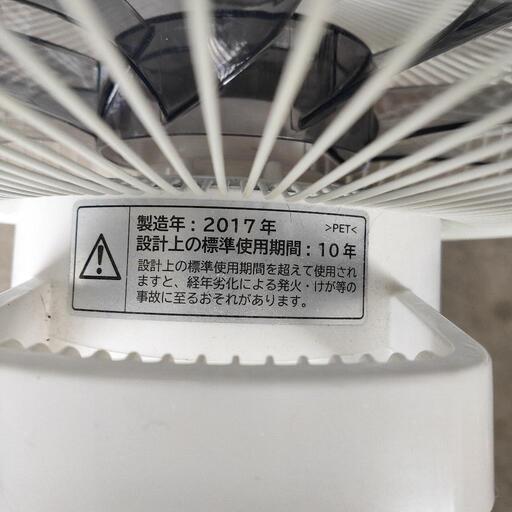 製造年：2017年 >PET<
設計上の標準使用期間：10年
設計上の標準使用期間を超えて使用され
ますと、経年劣化による発火・けが等の
事故に至るおそれがあります。